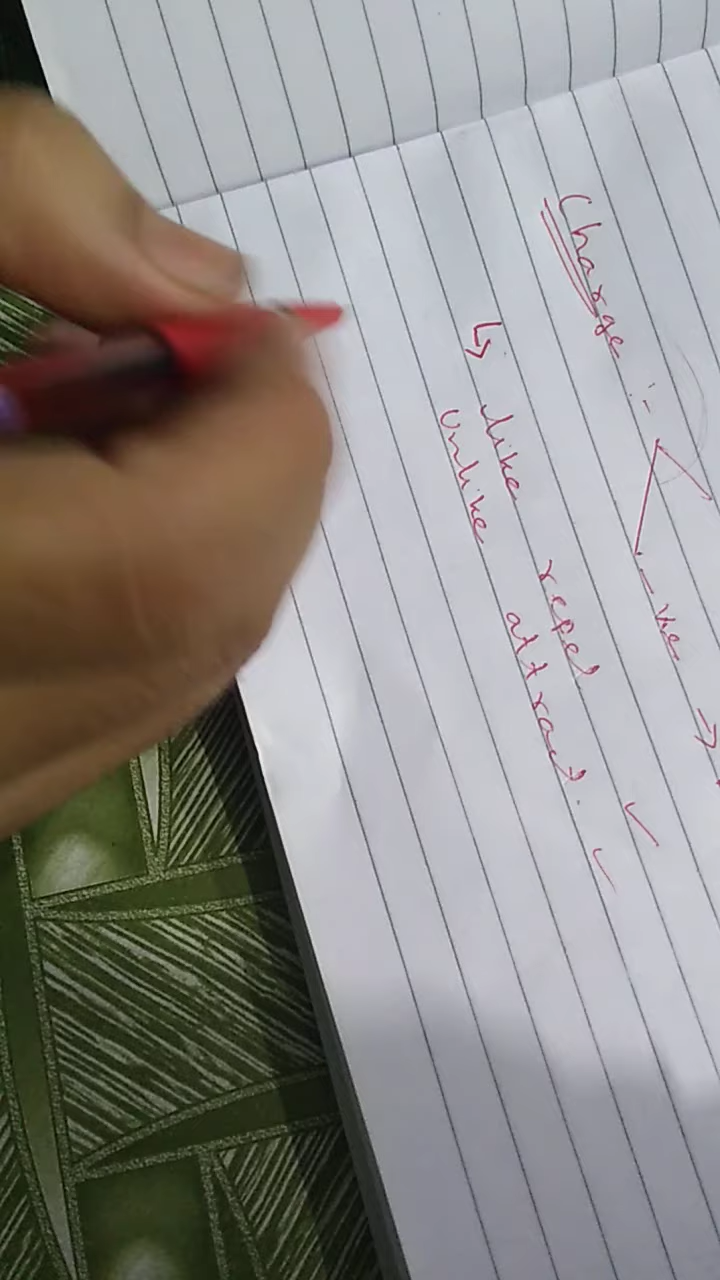 Charge :-
-ve →
↳ like repel ✓
unlike attract. ✓